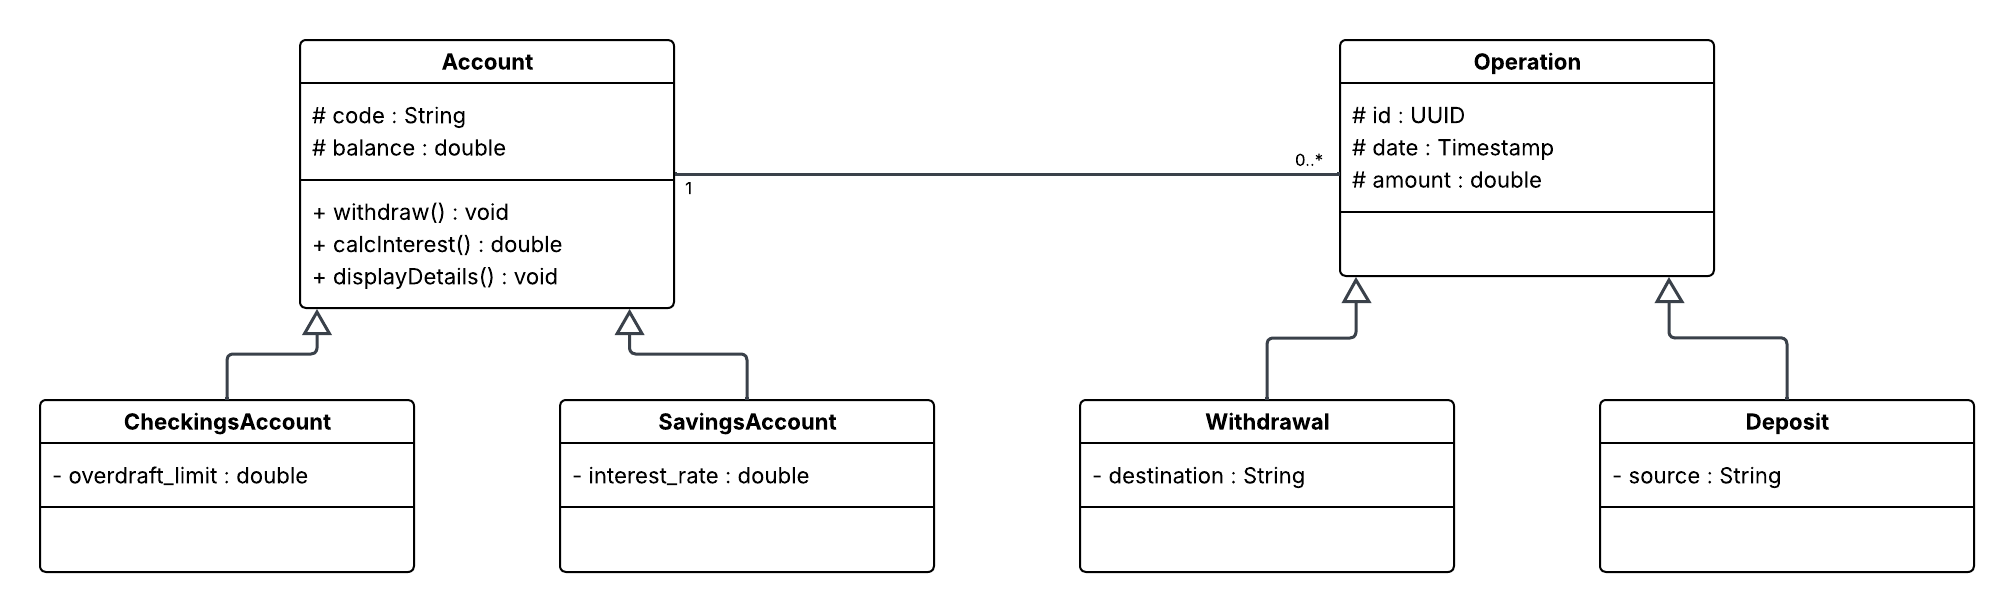 Account
# code : String
# balance : double
+ withdraw() : void
+ calcInterest() : double
+ displayDetails() : void
1
0..*
Operation
# id : UUID
# date : Timestamp
# amount : double
CheckingsAccount
- overdraft_limit : double
SavingsAccount
- interest_rate : double
Withdrawal
- destination : String
Deposit
- source : String